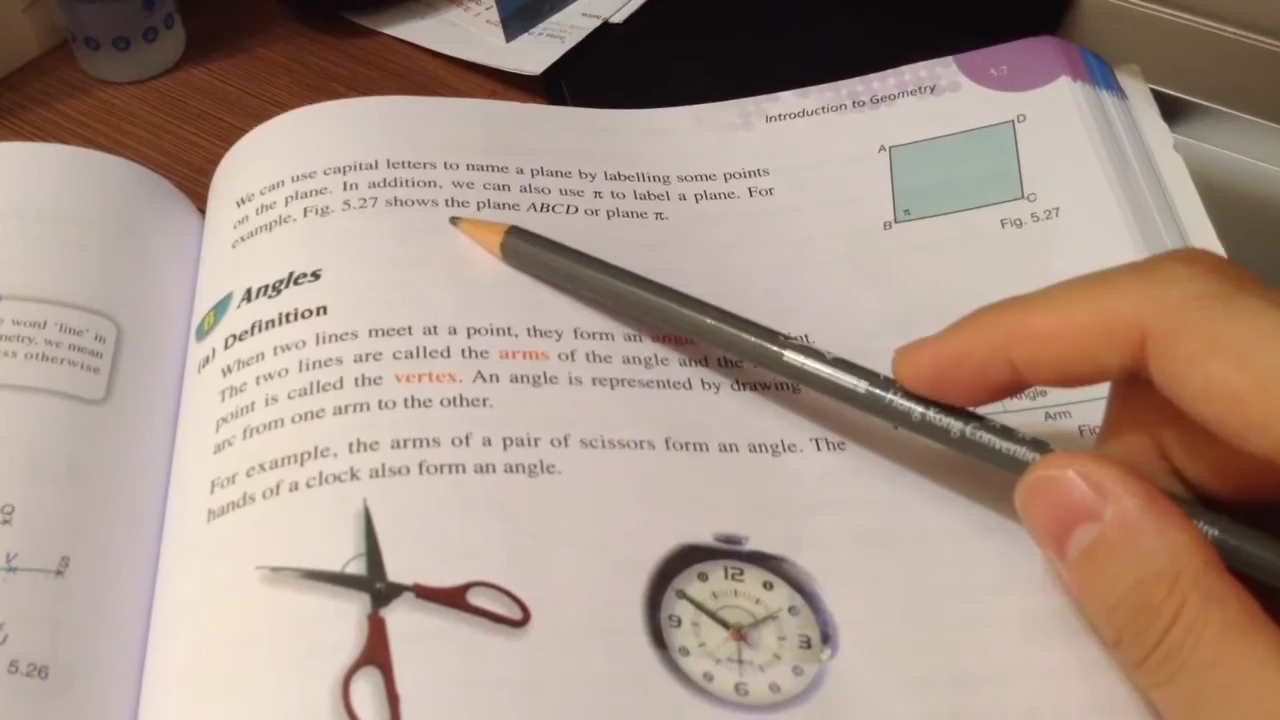 5.7
Introduction to Geometry
We can use capital letters to name a plane by labelling some points
on the plane. In addition, we can also use π to label a plane. For
example, Fig. 5.27 shows the plane ABCD or plane π.
A
D
B
C
π
Fig. 5.27
B Angles
(a) Definition
When two lines meet at a point, they form an
The two lines are called the arms of the angle and the
point is called the vertex. An angle is represented by drawing
arc from one arm to the other.
For example, the arms of a pair of scissors form an angle. The
hands of a clock also form an angle.
Angle
Arm
12
3
6
9
word 'line' in
we mean
otherwise
5.26
Hong Kong